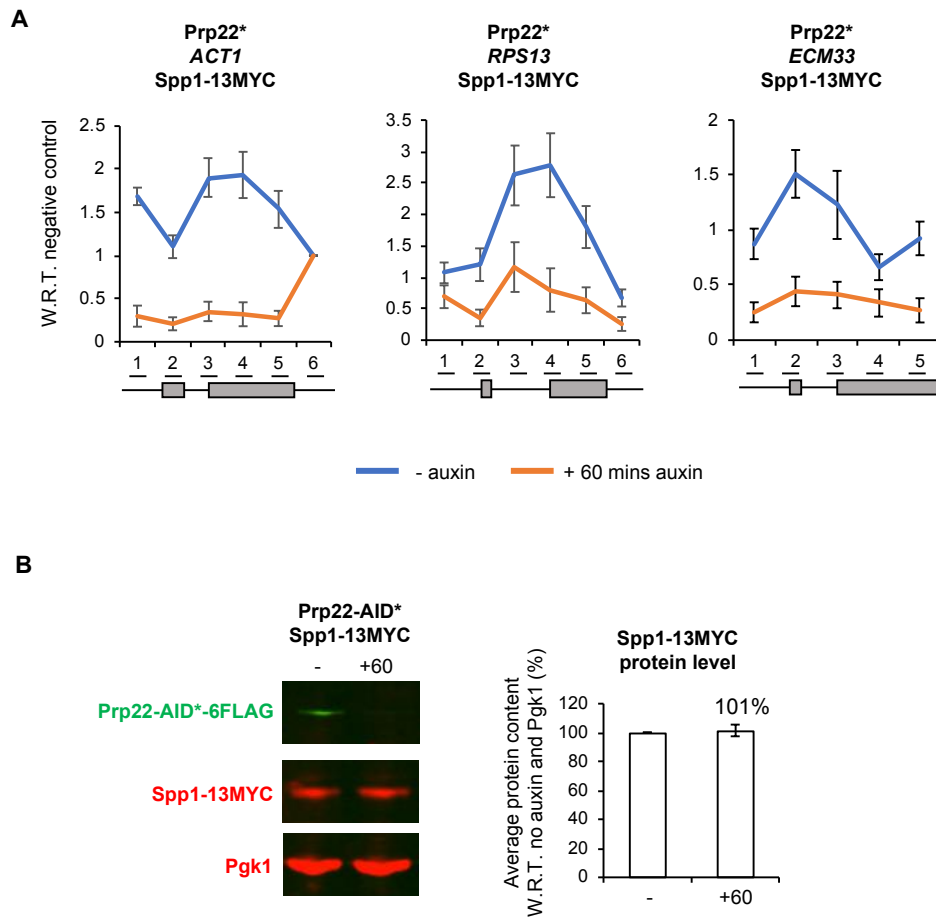 A
Prp22*
ACT1
Spp1-13MYC
Prp22*
RPS13
Spp1-13MYC
Prp22*
ECM33
Spp1-13MYC
W.R.T. negative control
2.5
2
1.5
1
0.5
0
1 2 3 4 5 6
3.5
3
2.5
2
1.5
1
0.5
0
1 2 3 4 5 6
2
1.5
1
0.5
0
1 2 3 4 5
- auxin
+ 60 mins auxin
B
Prp22-AID*
Spp1-13MYC
- +60
Prp22-AID*-6FLAG
Spp1-13MYC
Pgk1
Spp1-13MYC
protein level
Average protein content
W.R.T. no auxin and Pgk1 (%)
120
100
80
60
40
20
0
101%
- +60